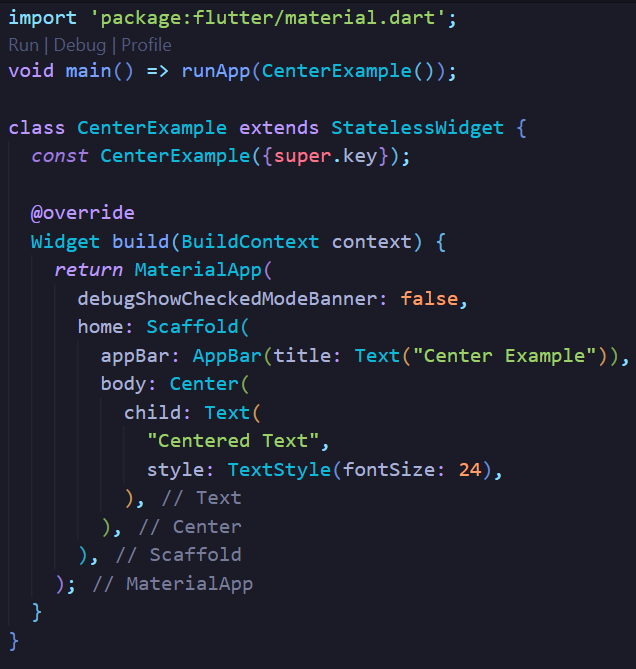 import 'package:flutter/material.dart';
Run | Debug | Profile
void main() => runApp(CenterExample());

class CenterExample extends StatelessWidget {
  const CenterExample({super.key});

  @override
  Widget build(BuildContext context) {
    return MaterialApp(
      debugShowCheckedModeBanner: false,
      home: Scaffold(
        appBar: AppBar(title: Text("Center Example")),
        body: Center(
          child: Text(
            "Centered Text",
            style: TextStyle(fontSize: 24),
          ), // Text
        ), // Center
      ), // Scaffold
    ); // MaterialApp
  }
}